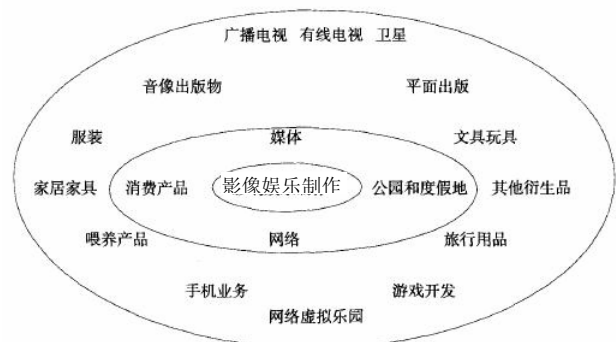 广播电视 有线电视 卫星
音像出版物 平面出版
服装 媒体 文具玩具
家居家具 消费产品 影像娱乐制作 公园和度假地 其他衍生品
喂养产品 网络 旅行用品
手机业务 游戏开发
网络虚拟乐园